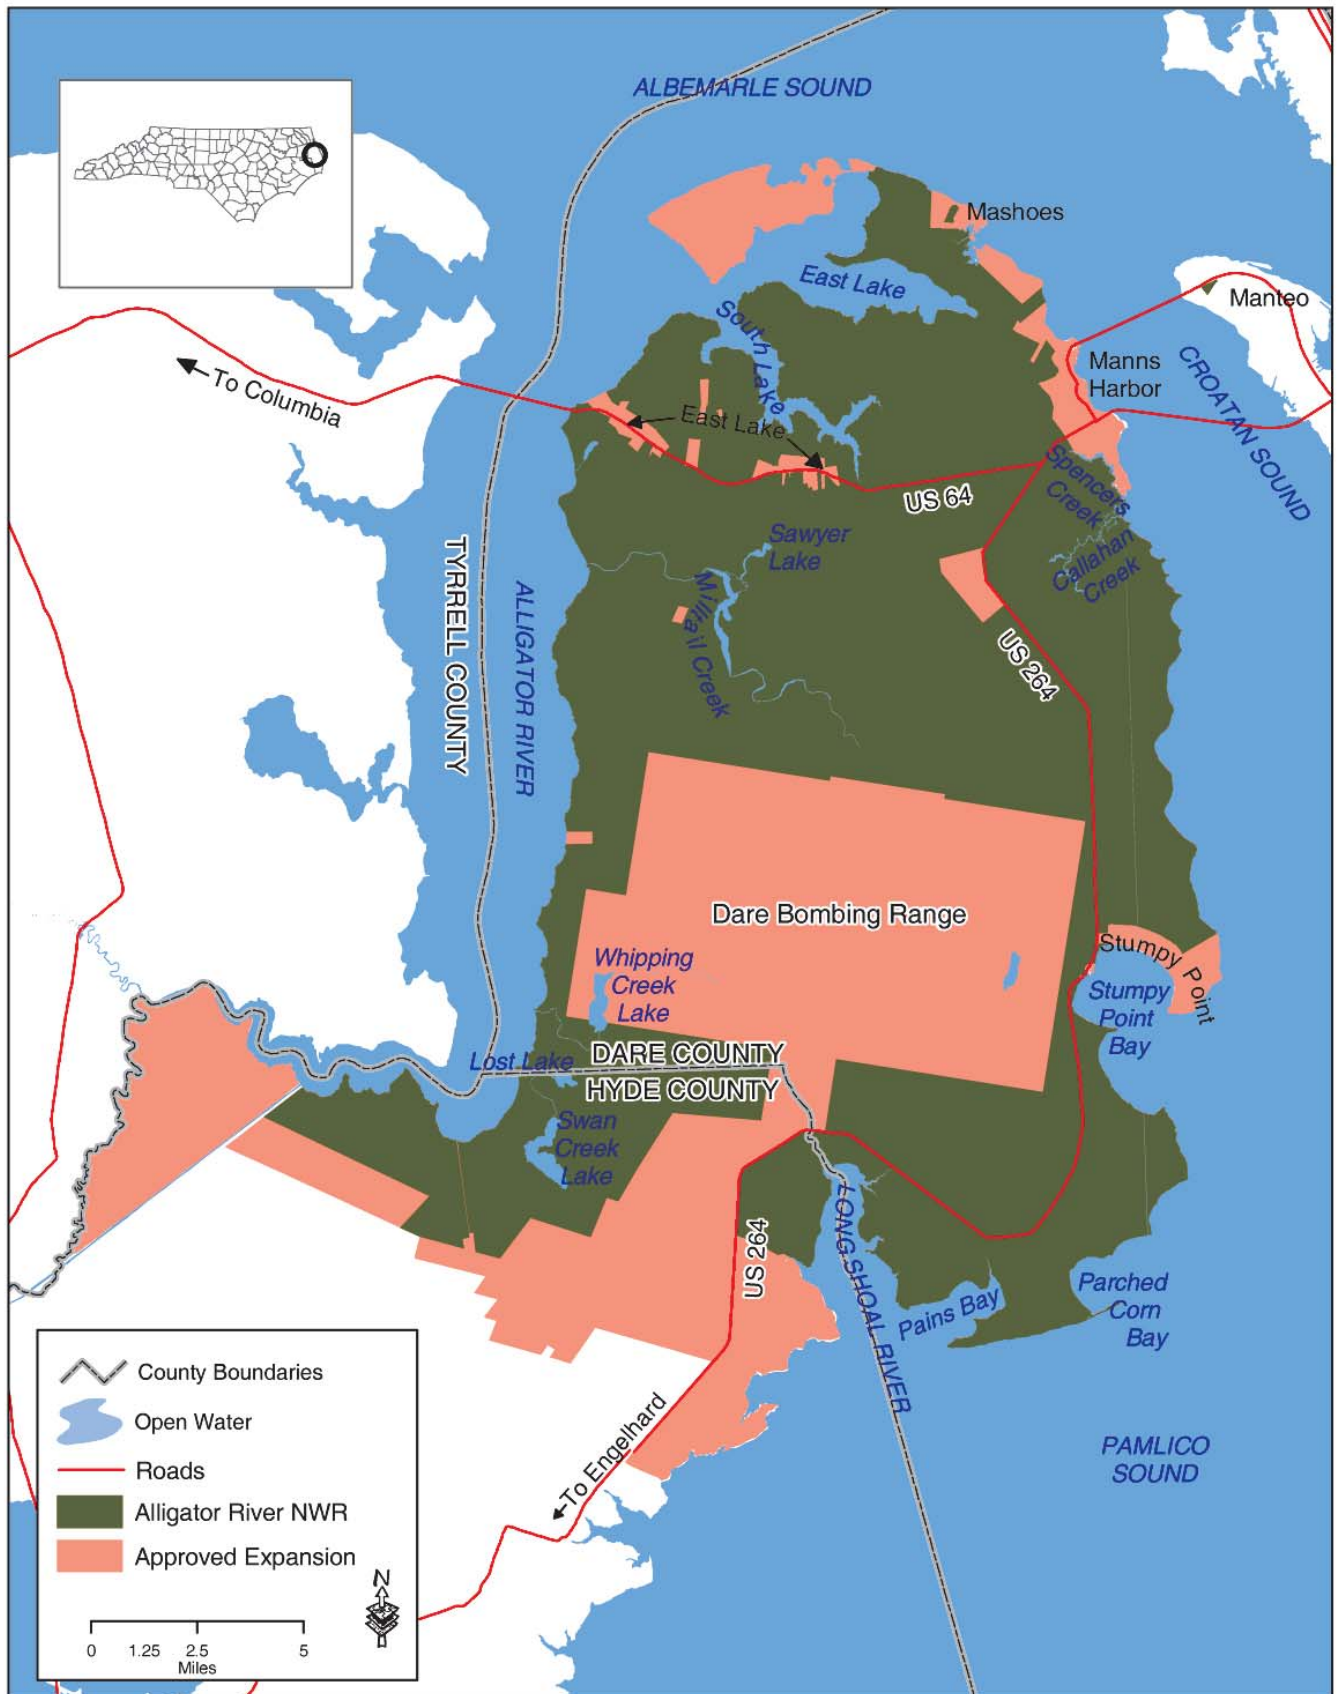 ALBEMARLE SOUND
Mashoes
East Lake
Manteo
South Lake
Manns
Harbor
CROATAN SOUND
To Columbia
East Lake
Spencers
Creek
US 64
Callahan
Creek
Sawyer
Lake
TYRRELL COUNTY
ALLIGATOR RIVER
Milltail Creek
US 264
Dare Bombing Range
Whipping
Creek
Lake
Stumpy Point
Stumpy
Point
Bay
Lost Lake
DARE COUNTY
HYDE COUNTY
Swan
Creek
Lake
LONG SHOAL RIVER
US 264
Pains Bay
Parched
Corn
Bay
To Engelhard
PAMLICO
SOUND
County Boundaries
Open Water
Roads
Alligator River NWR
Approved Expansion
N
0 1.25 2.5 5
Miles